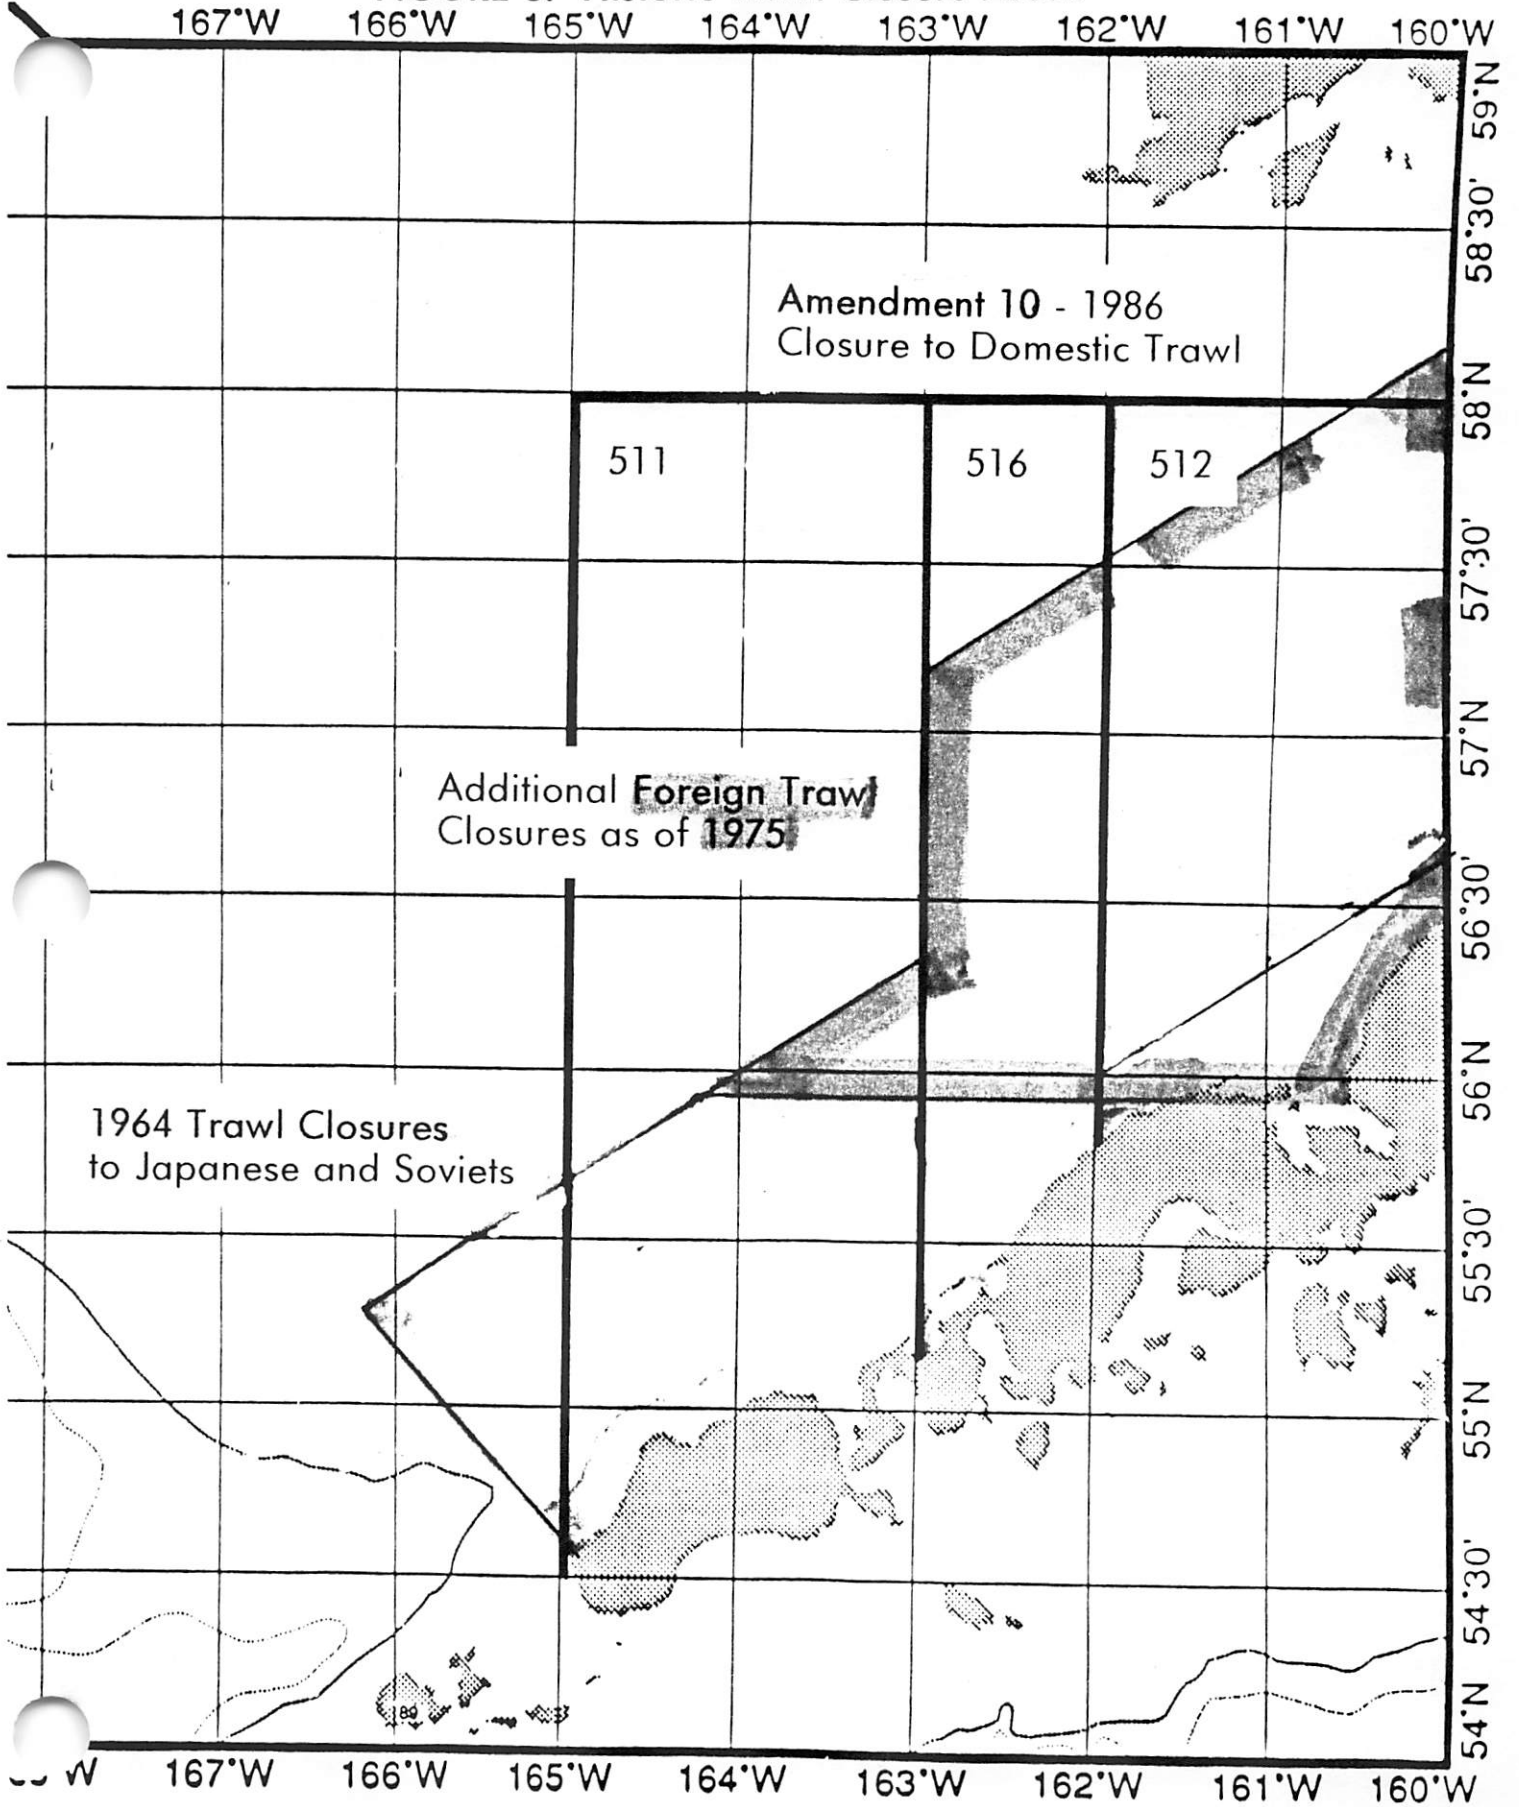 167°W 166°W 165°W 164°W 163°W 162°W 161°W 160°W
59°N
58°30'
Amendment 10 - 1986
Closure to Domestic Trawl
58°N
511 516 512
57°30'
57°N
Additional Foreign Trawl
Closures as of 1975
56°30'
56°N
1964 Trawl Closures
to Japanese and Soviets
55°30'
55°N
54°30'
54°N
167°W 166°W 165°W 164°W 163°W 162°W 161°W 160°W